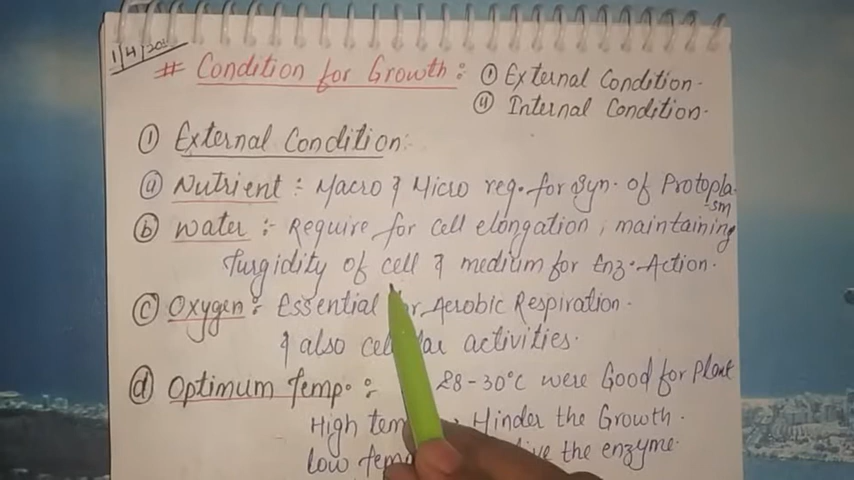 1/4/20
# Condition for Growth : ① External Condition.
② Internal Condition.
① External Condition:
ⓐ Nutrient :- Macro & Micro req. for Syn. of Protopla-
-sm
ⓑ water :- Require for cell elongation, maintaining
Turgidity of cell & medium for Enz. Action.
ⓒ Oxygen : Essential for Aerobic Respiration.
& also cellular activities.
ⓓ Optimum Temp. : 28-30°C were Good for Plant
High tem : Hinder the Growth.
low temp the enzyme.